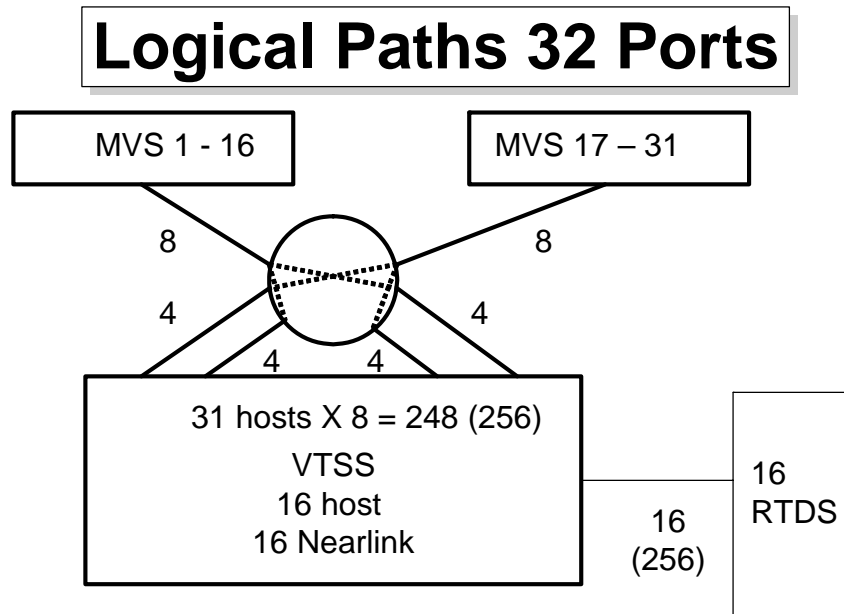 Logical Paths 32 Ports
MVS 1 - 16
MVS 17 – 31
8
8
4
4
4
4
31 hosts X 8 = 248 (256)
VTSS
16 host
16 Nearlink
16
(256)
16
RTDS